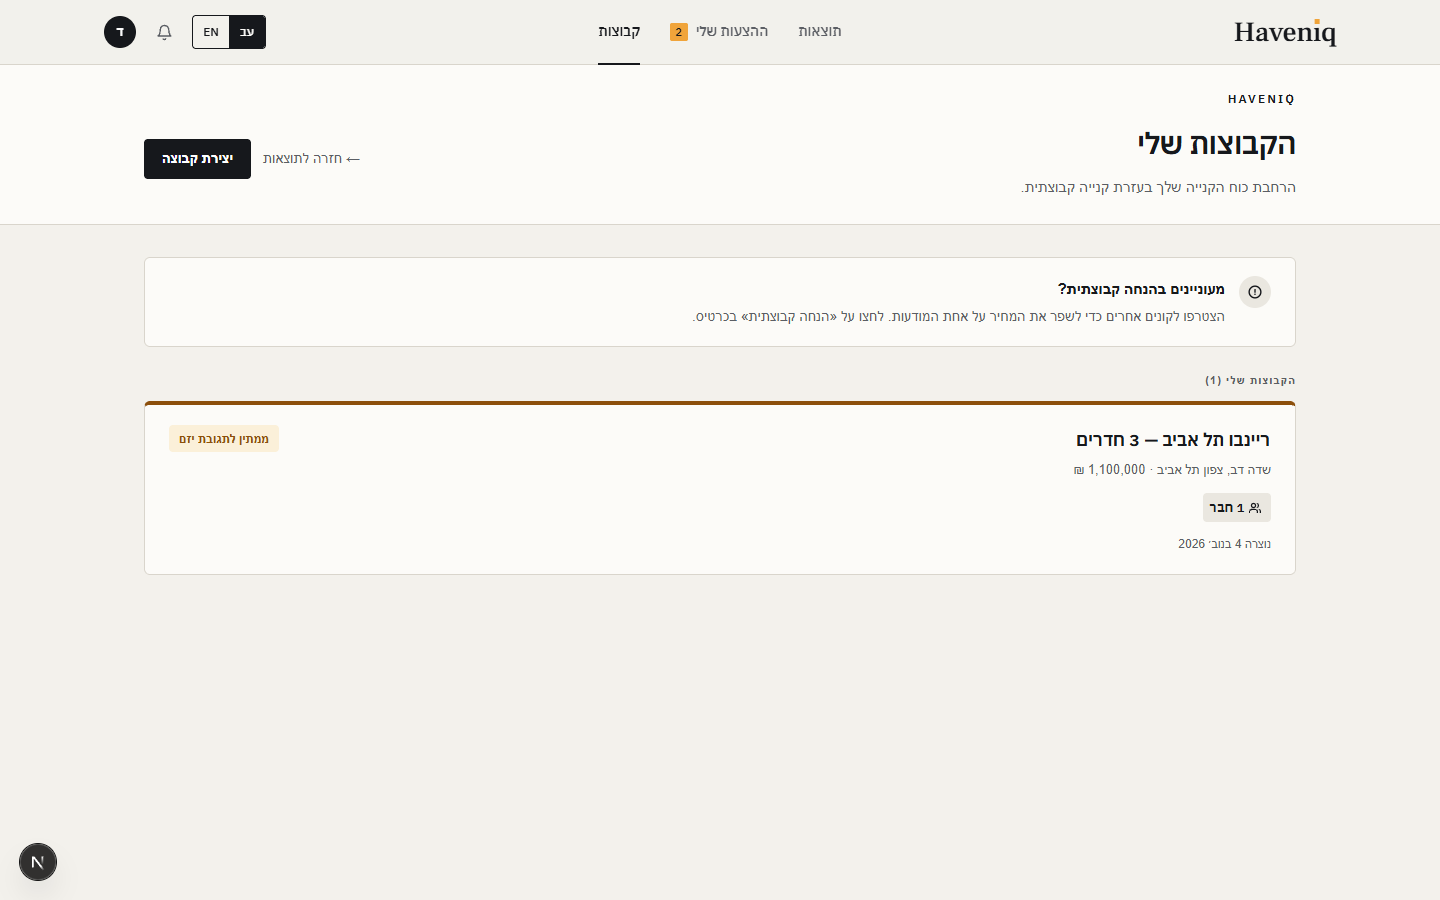 Haveniq
תוצאות
ההצעות שלי 2
קבוצות
עב EN
ד
HAVENIQ
הקבוצות שלי
הרחבת כוח הקנייה שלך בעזרת קנייה קבוצתית.
← חזרה לתוצאות
יצירת קבוצה
מעוניינים בהנחה קבוצתית?
הצטרפו לקונים אחרים כדי לשפר את המחיר על אחת המודעות. לחצו על «הנחה קבוצתית» בכרטיס.
הקבוצות שלי (1)
ריינבו תל אביב — 3 חדרים
ממתין לתגובת יזם
שדה דב, צפון תל אביב · 1,100,000 ₪
1 חבר
נוצרה 4 בנוב׳ 2026
N